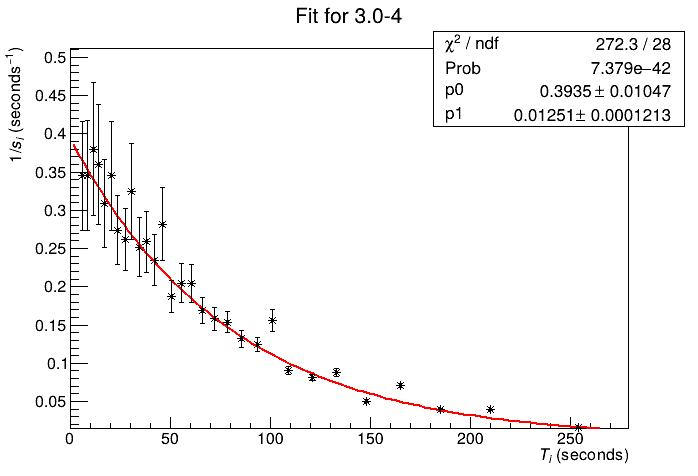 Fit for 3.0-4
χ² / ndf 272.3 / 28
Prob 7.379e−42
p0 0.3935 ± 0.01047
p1 0.01251 ± 0.0001213
1/sᵢ (seconds⁻¹)
0.5
0.45
0.4
0.35
0.3
0.25
0.2
0.15
0.1
0.05
0 50 100 150 200 250
Tᵢ (seconds)